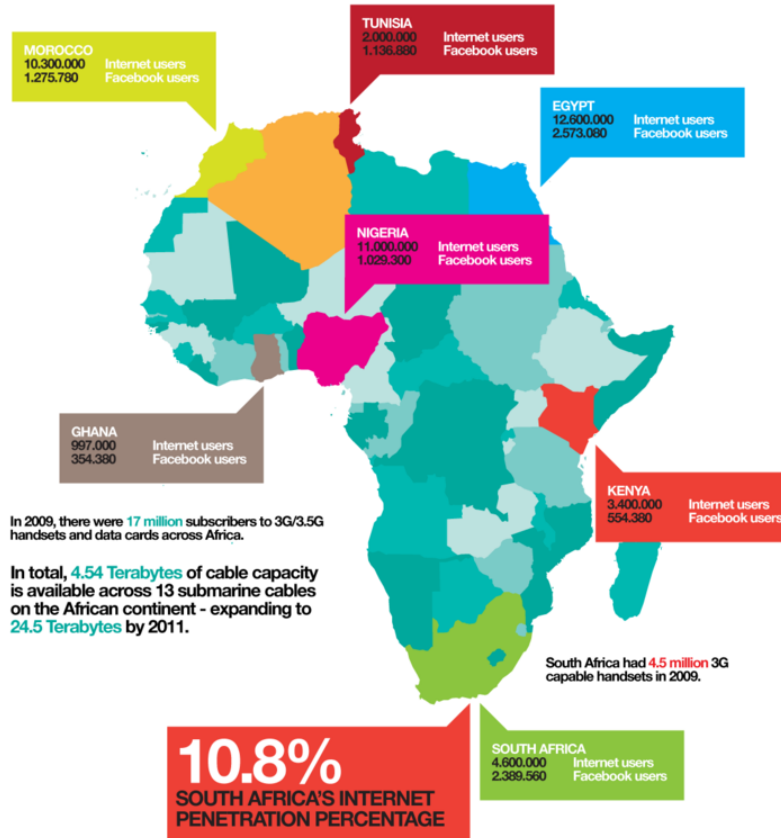 MOROCCO
10.300.000 Internet users
1.275.780 Facebook users
TUNISIA
2.000.000 Internet users
1.136.880 Facebook users
EGYPT
12.600.000 Internet users
2.573.080 Facebook users
NIGERIA
11.000.000 Internet users
1.029.300 Facebook users
GHANA
997.000 Internet users
354.380 Facebook users
KENYA
3.400.000 Internet users
554.380 Facebook users
In 2009, there were 17 million subscribers to 3G/3.5G
handsets and data cards across Africa.
In total, 4.54 Terabytes of cable capacity
is available across 13 submarine cables
on the African continent - expanding to
24.5 Terabytes by 2011.
South Africa had 4.5 million 3G
capable handsets in 2009.
10.8%
SOUTH AFRICA'S INTERNET
PENETRATION PERCENTAGE
SOUTH AFRICA
4.600.000 Internet users
2.389.560 Facebook users